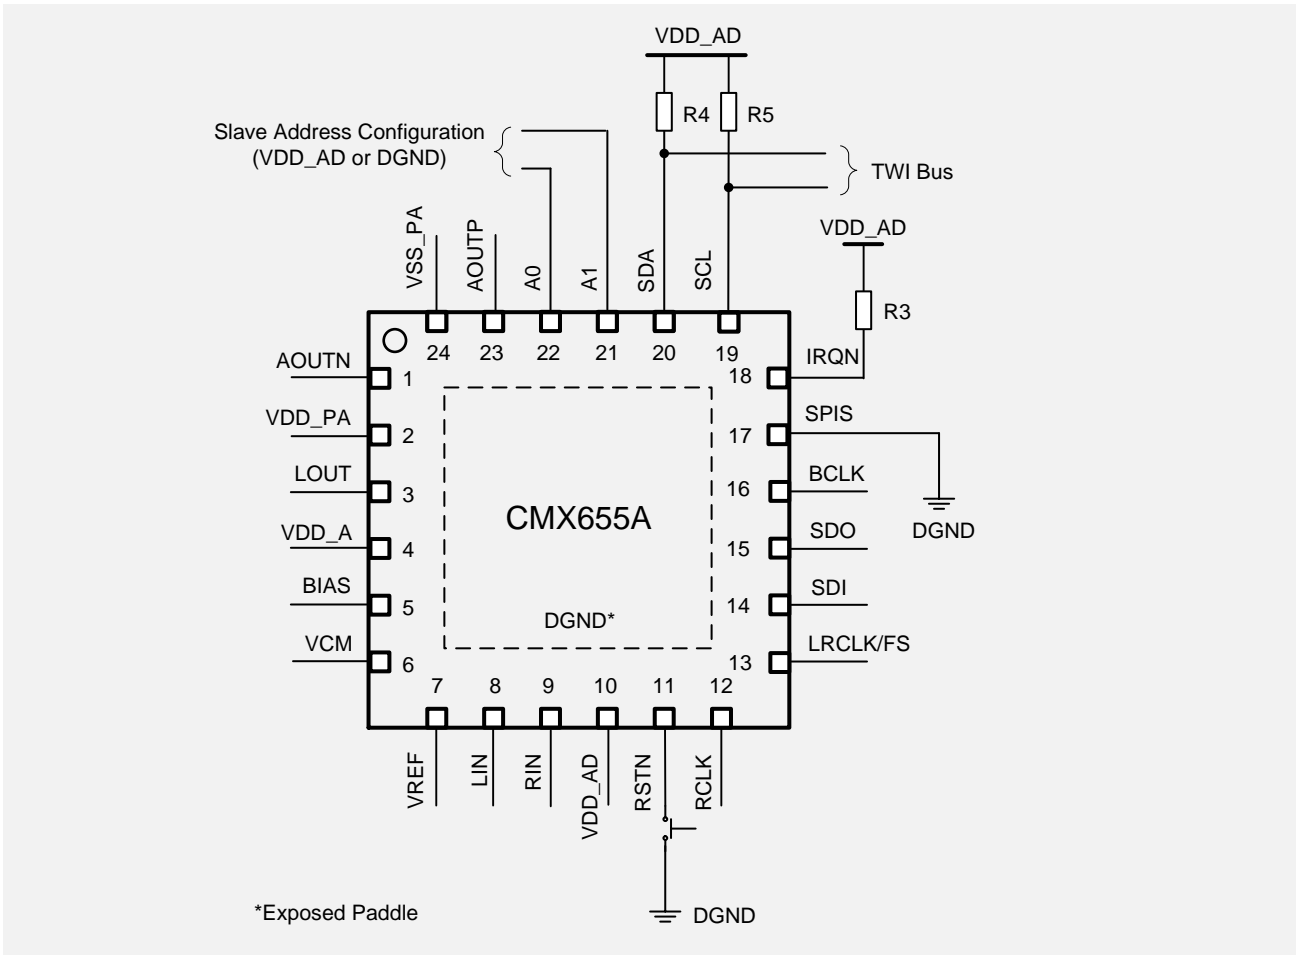 VDD_AD
R4
R5
Slave Address Configuration
(VDD_AD or DGND)
TWI Bus
VDD_AD
R3
VSS_PA
AOUTP
A0
A1
SDA
SCL
24
23
22
21
20
19
AOUTN
1
VDD_PA
2
LOUT
3
VDD_A
4
BIAS
5
VCM
6
IRQN
18
SPIS
17
BCLK
16
SDO
15
SDI
14
LRCLK/FS
13
DGND
CMX655A
DGND*
7
8
9
10
11
12
VREF
LIN
RIN
VDD_AD
RSTN
RCLK
DGND
*Exposed Paddle